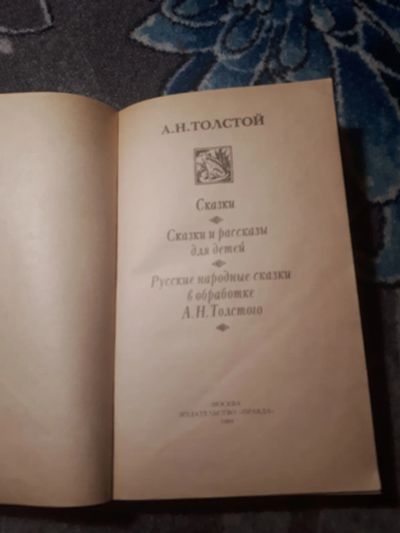 А.Н.ТОЛСТОЙ
Сказки
Сказки и рассказы
для детей
Русские народные сказки
в обработке
А.Н.Толстого
МОСКВА
ИЗДАТЕЛЬСТВО «ПРАВДА»